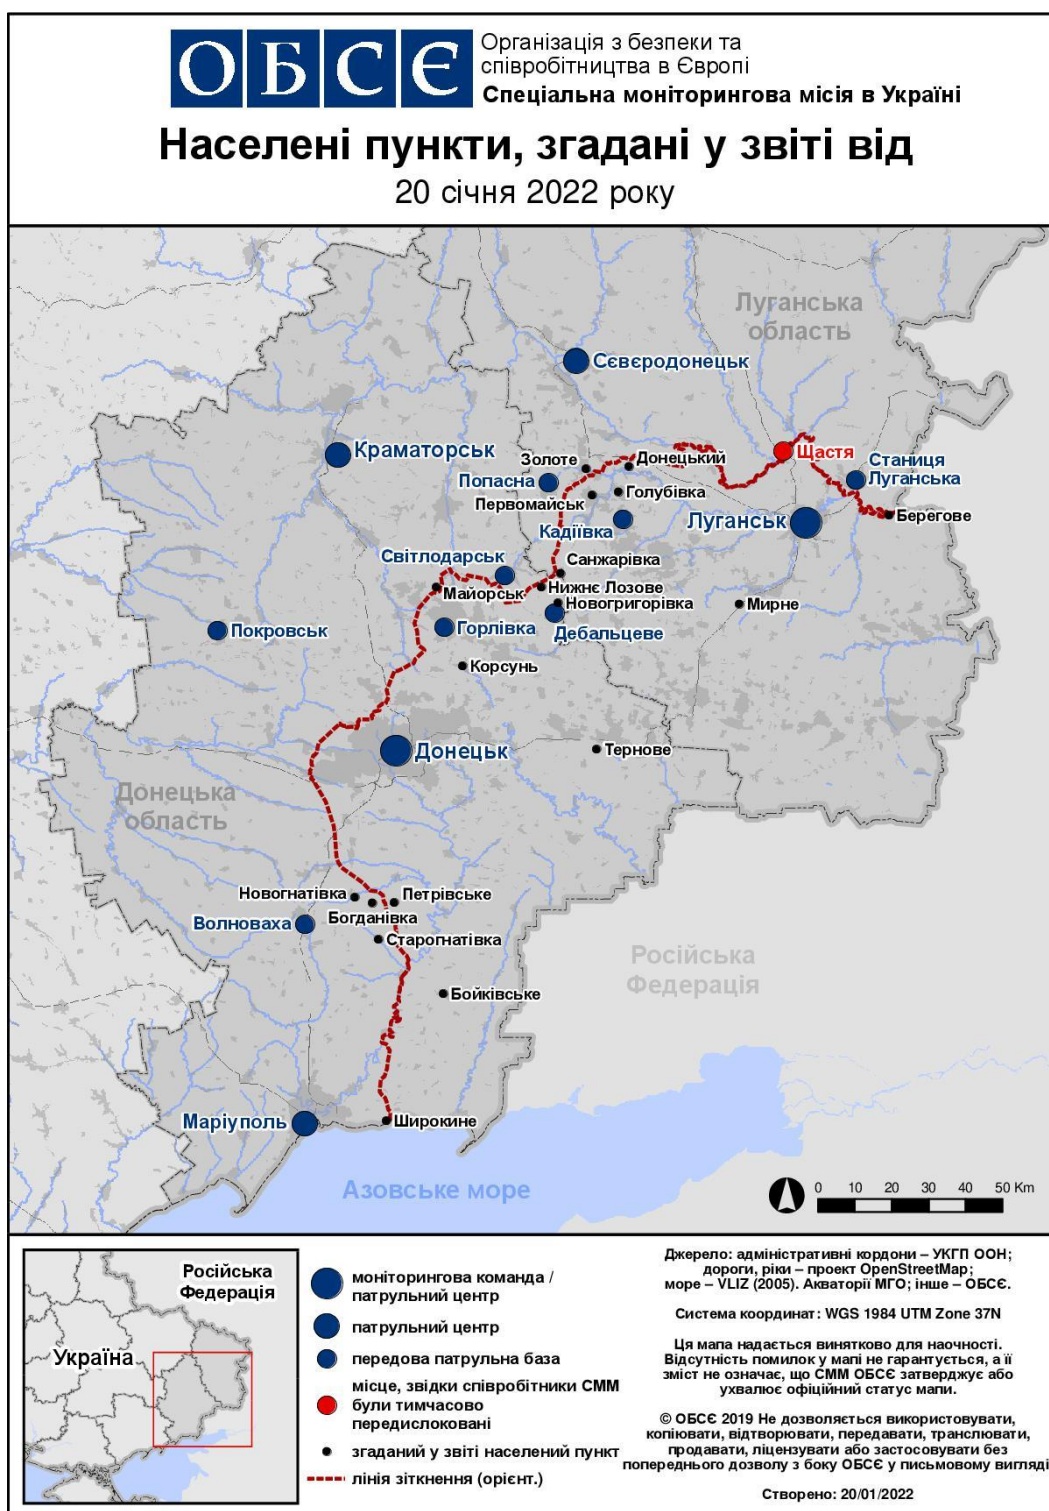 ОБСЄ
Організація з безпеки та
співробітництва в Європі
Спеціальна моніторингова місія в Україні
Населені пункти, згадані у звіті від
20 січня 2022 року
Луганська
область
Сєвєродонецьк
Краматорськ
Золоте
Донецький
Щастя
Станиця
Луганська
Попасна
Первомайськ
Голубівка
Кадіївка
Луганськ
Берегове
Світлодарськ
Санжарівка
Майорськ
Нижнє Лозове
Новогригорівка
Мирне
Покровськ
Горлівка
Дебальцеве
Корсунь
Донецьк
Тернове
Донецька
область
Новогнатівка
Петрівське
Богданівка
Волноваха
Старогнатівка
Російська
Федерація
Бойківське
Маріуполь
Широкине
Азовське море
0 10 20 30 40 50 Km
Російська
Федерація
Україна
моніторингова команда /
патрульний центр
патрульний центр
передова патрульна база
місце, звідки співробітники СММ
були тимчасово
передислоковані
згаданий у звіті населений пункт
лінія зіткнення (орієнт.)
Джерело: адміністративні кордони – УКГП ООН;
дороги, ріки – проект OpenStreetMap;
море – VLIZ (2005). Акваторії МГО; інше – ОБСЄ.
Система координат: WGS 1984 UTM Zone 37N
Ця мапа надається винятково для наочності.
Відсутність помилок у мапі не гарантується, а її
зміст не означає, що СММ ОБСЄ затверджує або
ухвалює офіційний статус мапи.
© ОБСЄ 2019 Не дозволяється використовувати,
копіювати, відтворювати, передавати, транслювати,
продавати, ліцензувати або застосовувати без
попереднього дозволу з боку ОБСЄ у письмовому вигляді
Створено: 20/01/2022